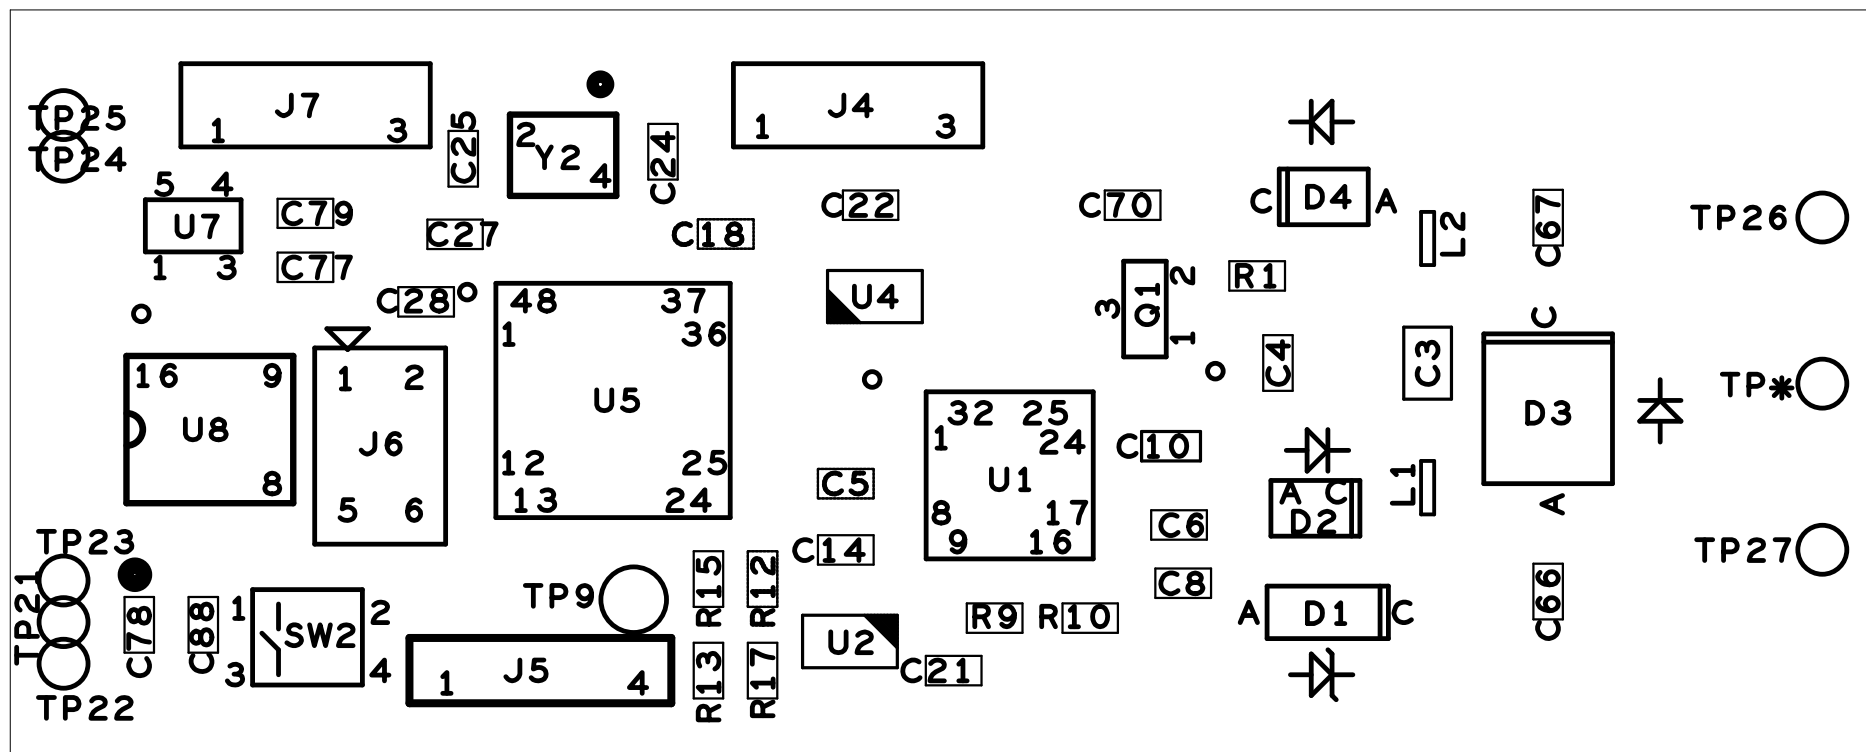 TP25
TP24
J7
1 3
C25
2
Y2
4
C24
J4
1 3
5 4
U7
1 3
C79
C77
C27
C28
C18
C22
C70
C D4 A
L2
C67
TP26
U4
3
Q1
2
1
R1
C4
C3
C
D3
A
TP*
16 9
U8
8
1 2
J6
5 6
48 37
1 36
U5
12 25
13 24
32 25
1 24
U1
8 17
9 16
C10
C5
C14
C6
C8
A C
D2
L1
TP27
TP23
TP21
TP22
C78
C88
1 2
SW2
3 4
TP9
J5
1 4
R15
R12
R13
R17
U2
C21
R9
R10
A D1 C
C66